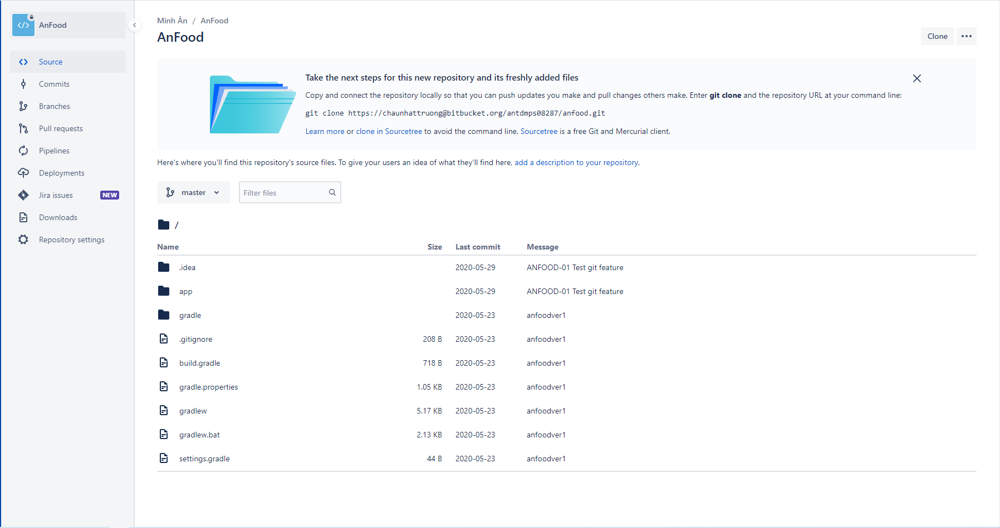 AnFood
Source
Commits
Branches
Pull requests
Pipelines
Deployments
Jira issues NEW
Downloads
Repository settings
Minh Ân / AnFood
AnFood
Clone
Take the next steps for this new repository and its freshly added files
Copy and connect the repository locally so that you can push updates you make and pull changes others make. Enter git clone and the repository URL at your command line:
git clone https://chaunhattruong@bitbucket.org/antdmps08287/anfood.git
Learn more or clone in Sourcetree to avoid the command line. Sourcetree is a free Git and Mercurial client.
Here's where you'll find this repository's source files. To give your users an idea of what they'll find here, add a description to your repository.
master
Filter files
/
Name Size Last commit Message
.idea 2020-05-29 ANFOOD-01 Test git feature
app 2020-05-29 ANFOOD-01 Test git feature
gradle 2020-05-23 anfoodver1
.gitignore 208 B 2020-05-23 anfoodver1
build.gradle 718 B 2020-05-23 anfoodver1
gradle.properties 1.05 KB 2020-05-23 anfoodver1
gradlew 5.17 KB 2020-05-23 anfoodver1
gradlew.bat 2.13 KB 2020-05-23 anfoodver1
settings.gradle 44 B 2020-05-23 anfoodver1